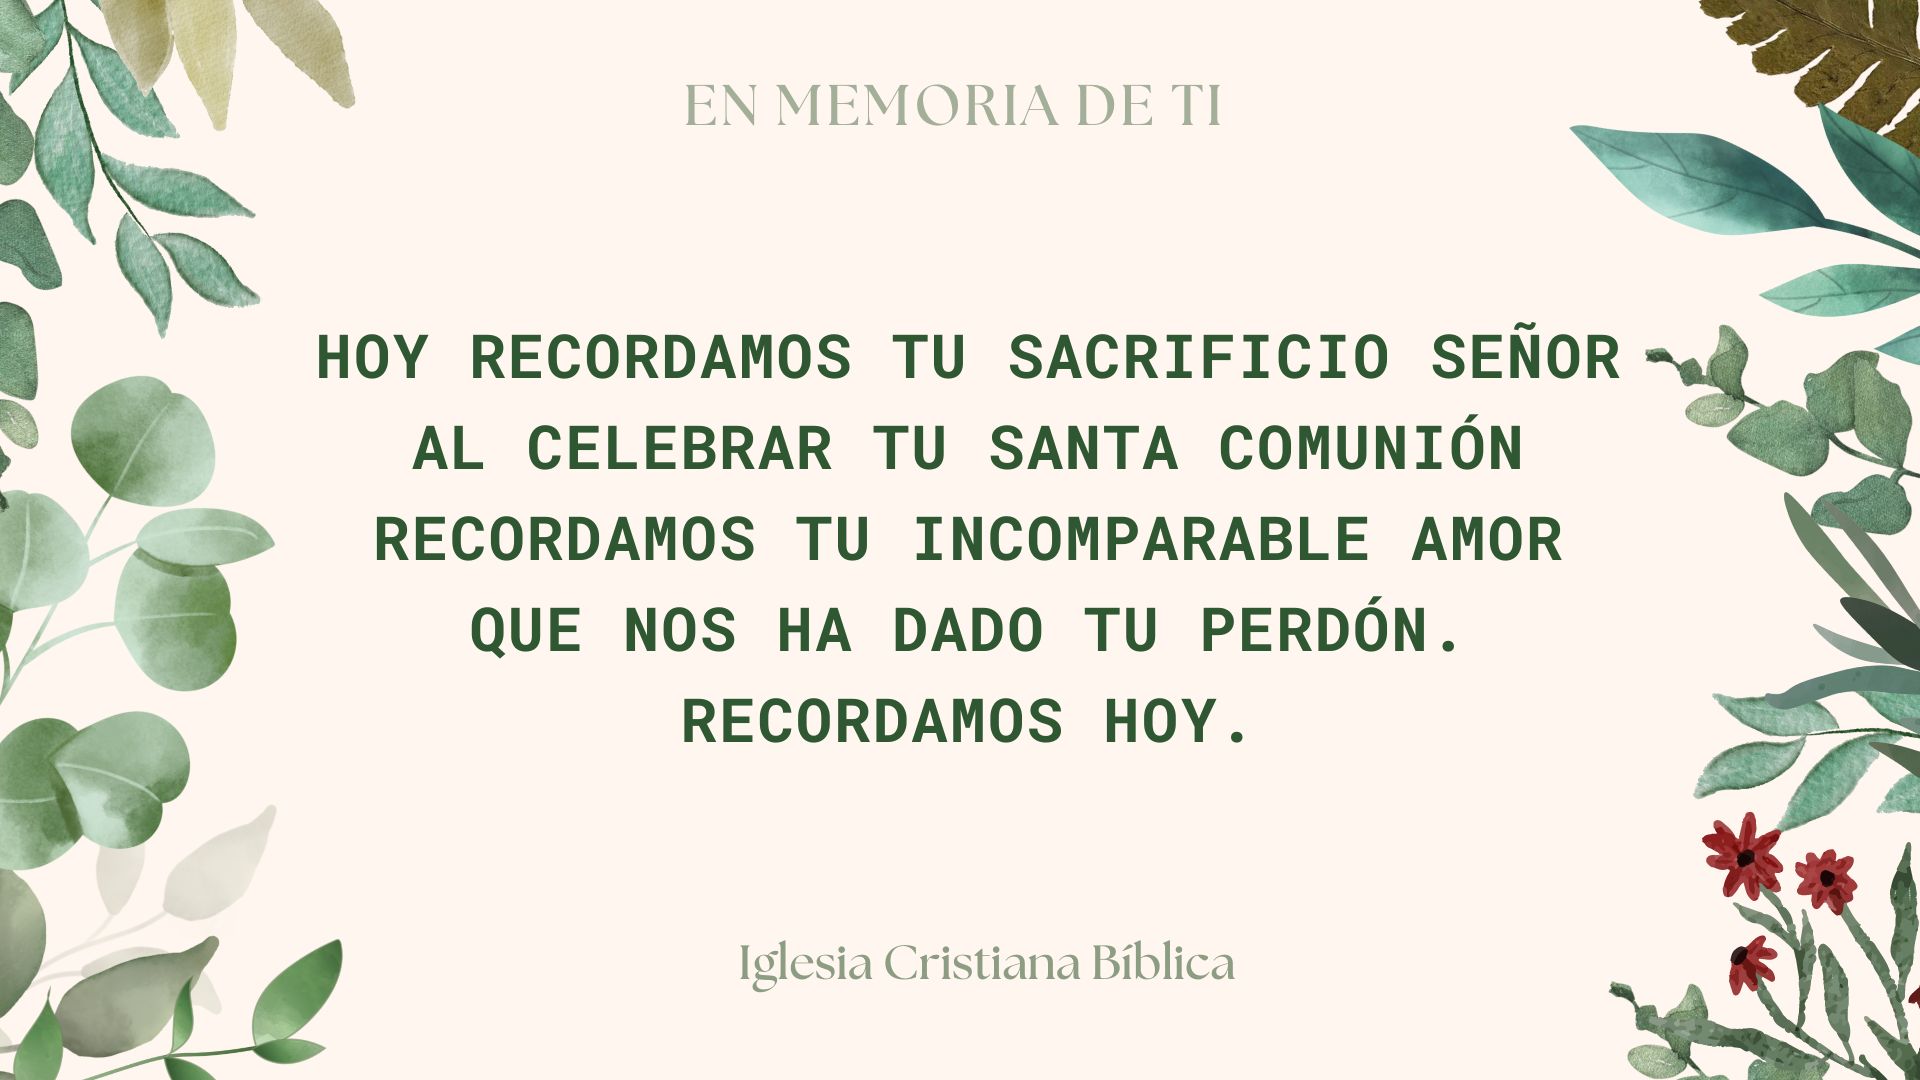 EN MEMORIA DE TI
HOY RECORDAMOS TU SACRIFICIO SEÑOR
AL CELEBRAR TU SANTA COMUNIÓN
RECORDAMOS TU INCOMPARABLE AMOR
QUE NOS HA DADO TU PERDÓN.
RECORDAMOS HOY.
Iglesia Cristiana Bíblica